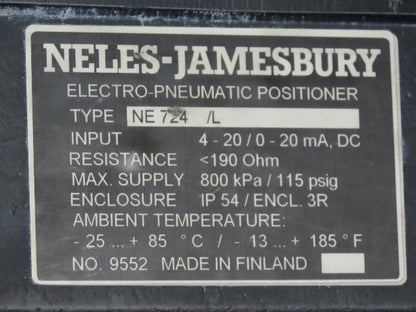 NELES-JAMESBURY
ELECTRO-PNEUMATIC POSITIONER
TYPE NE 724 /L
INPUT 4 - 20 / 0 - 20 mA, DC
RESISTANCE <190 Ohm
MAX. SUPPLY 800 kPa / 115 psig
ENCLOSURE IP 54 / ENCL. 3R
AMBIENT TEMPERATURE:
- 25 ... + 85 ° C / - 13 ... + 185 ° F
NO. 9552 MADE IN FINLAND